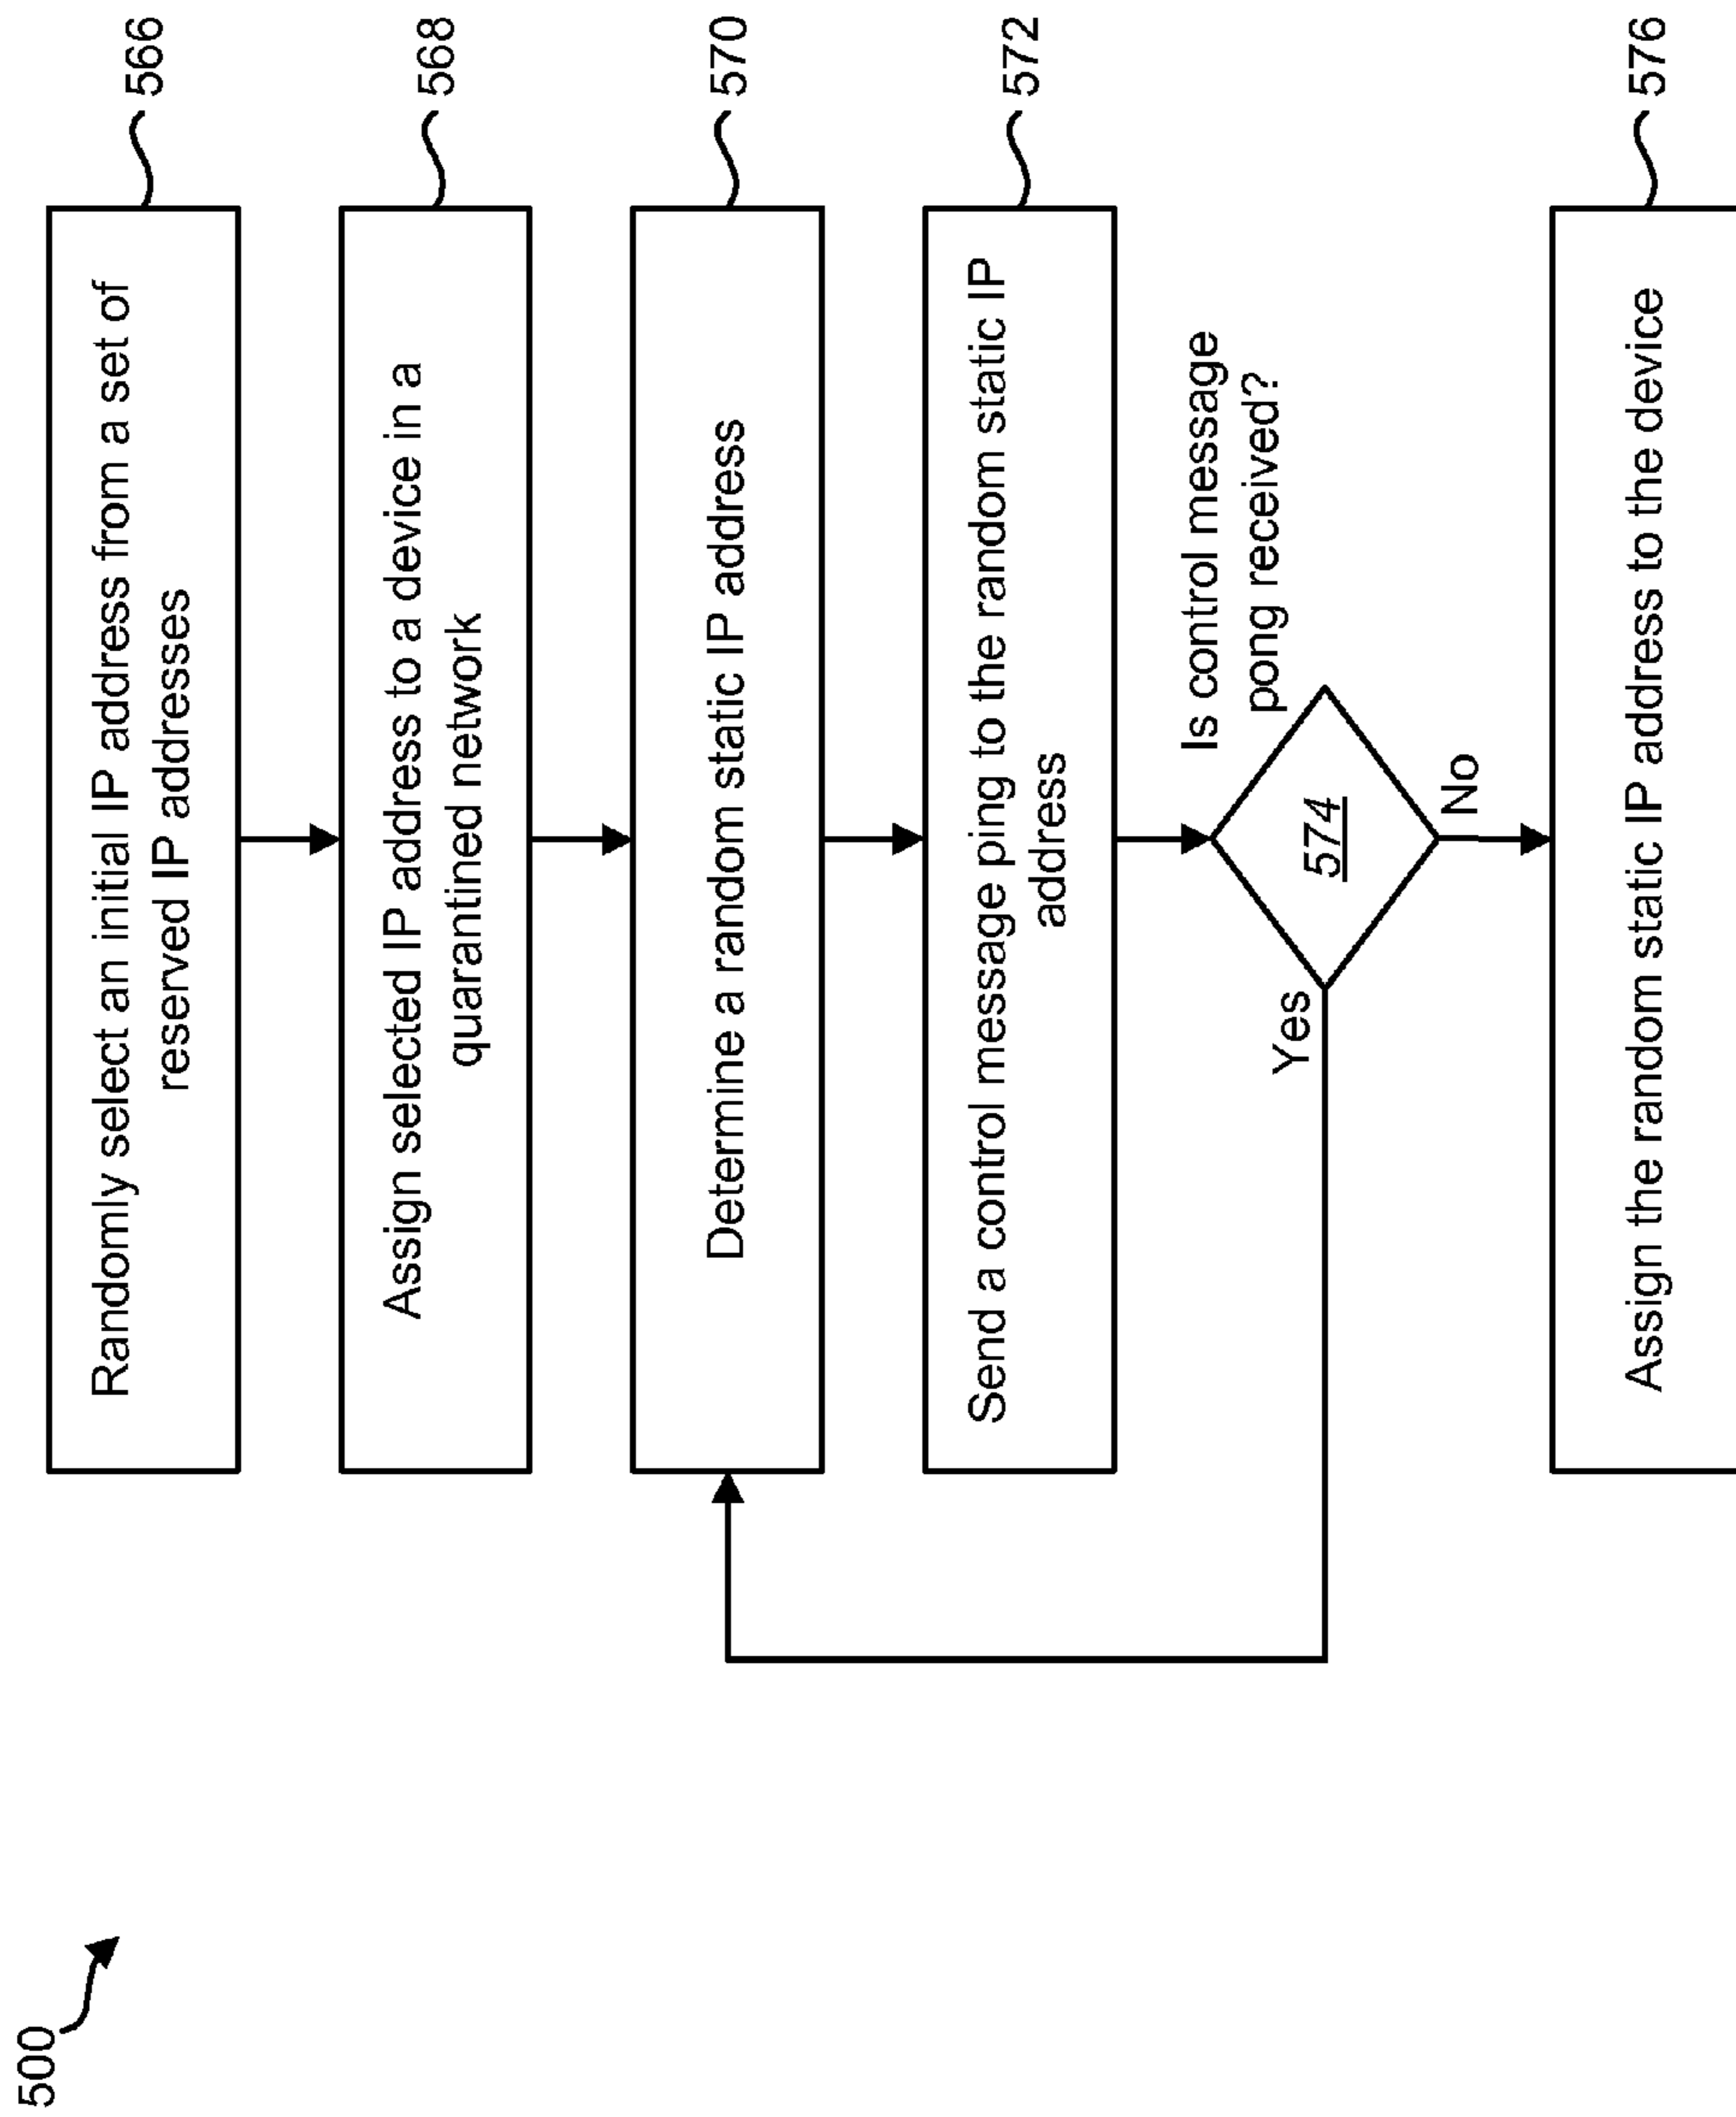 500
Randomly select an initial IP address from a set of
reserved IP addresses
566
Assign selected IP address to a device in a
quarantined network
568
Determine a random static IP address
570
Send a control message ping to the random static IP
address
572
Is control message
pong received?
574
Yes
No
Assign the random static IP address to the device
576